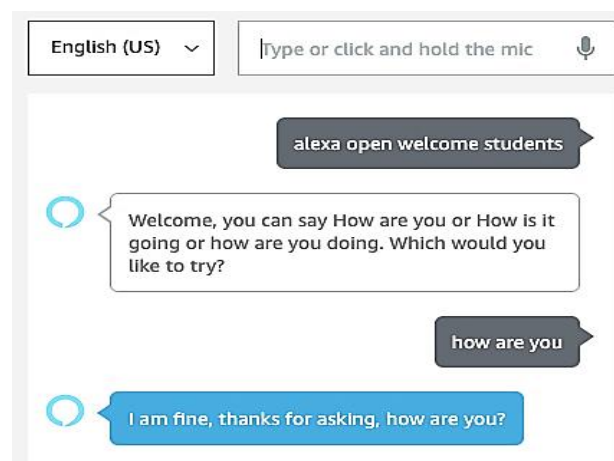 English (US)
Type or click and hold the mic
alexa open welcome students
Welcome, you can say How are you or How is it
going or how are you doing. Which would you
like to try?
how are you
I am fine, thanks for asking, how are you?